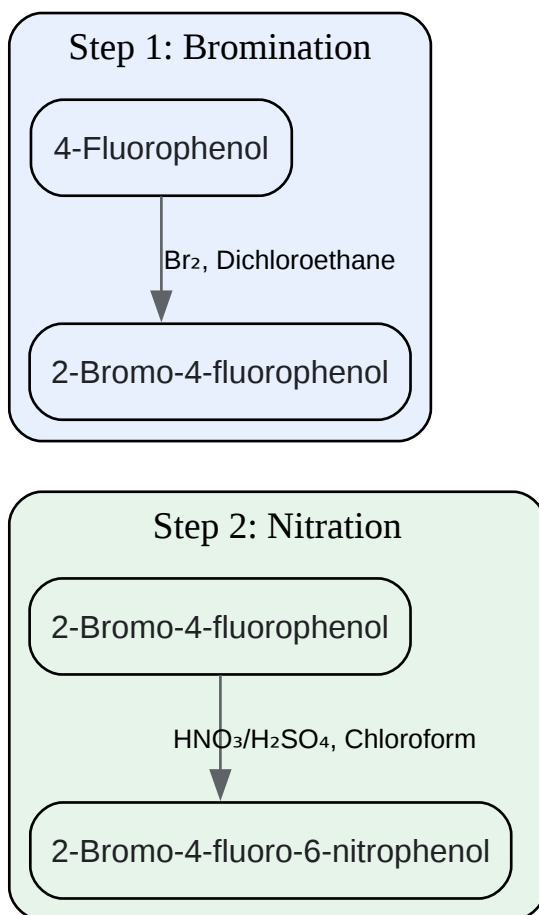 Step 1: Bromination
4-Fluorophenol
Br₂, Dichloroethane
2-Bromo-4-fluorophenol
Step 2: Nitration
2-Bromo-4-fluorophenol
HNO₃/H₂SO₄, Chloroform
2-Bromo-4-fluoro-6-nitrophenol